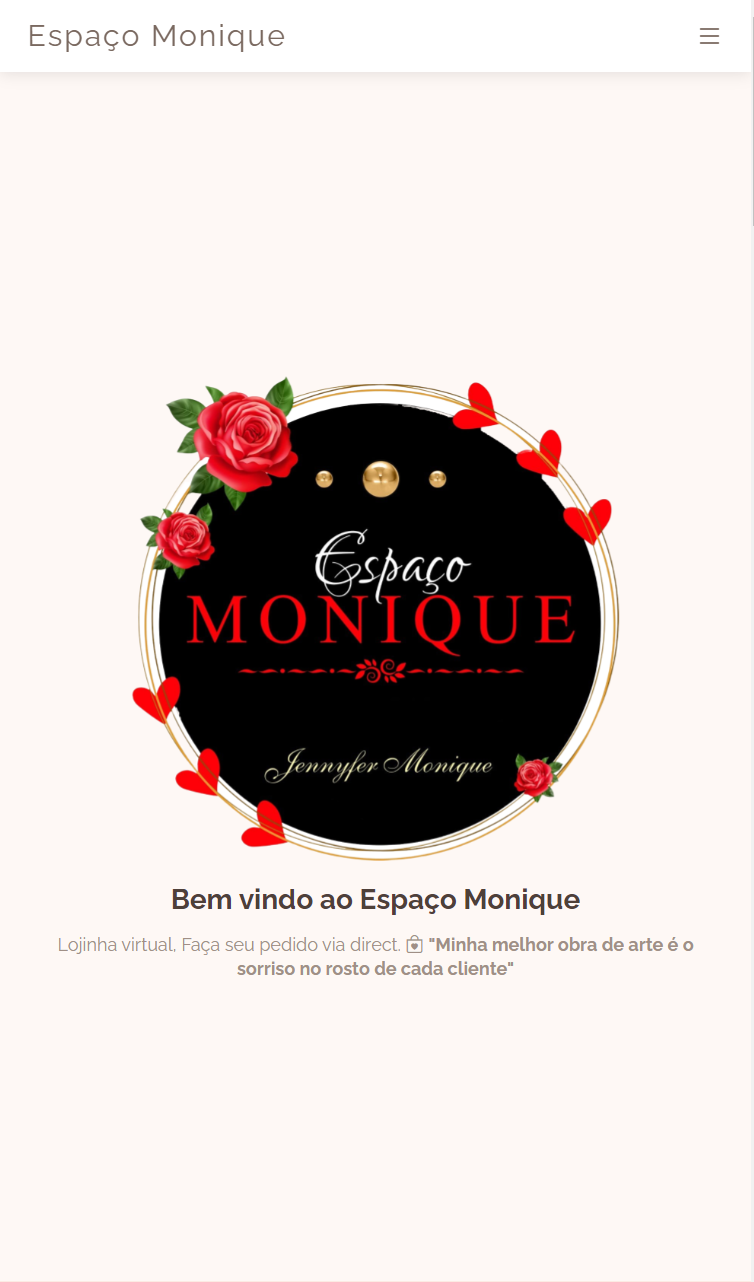 Espaço Monique
Espaço
MONIQUE
Jennyfer Monique
Bem vindo ao Espaço Monique
Lojinha virtual, Faça seu pedido via direct. "Minha melhor obra de arte é o
sorriso no rosto de cada cliente"